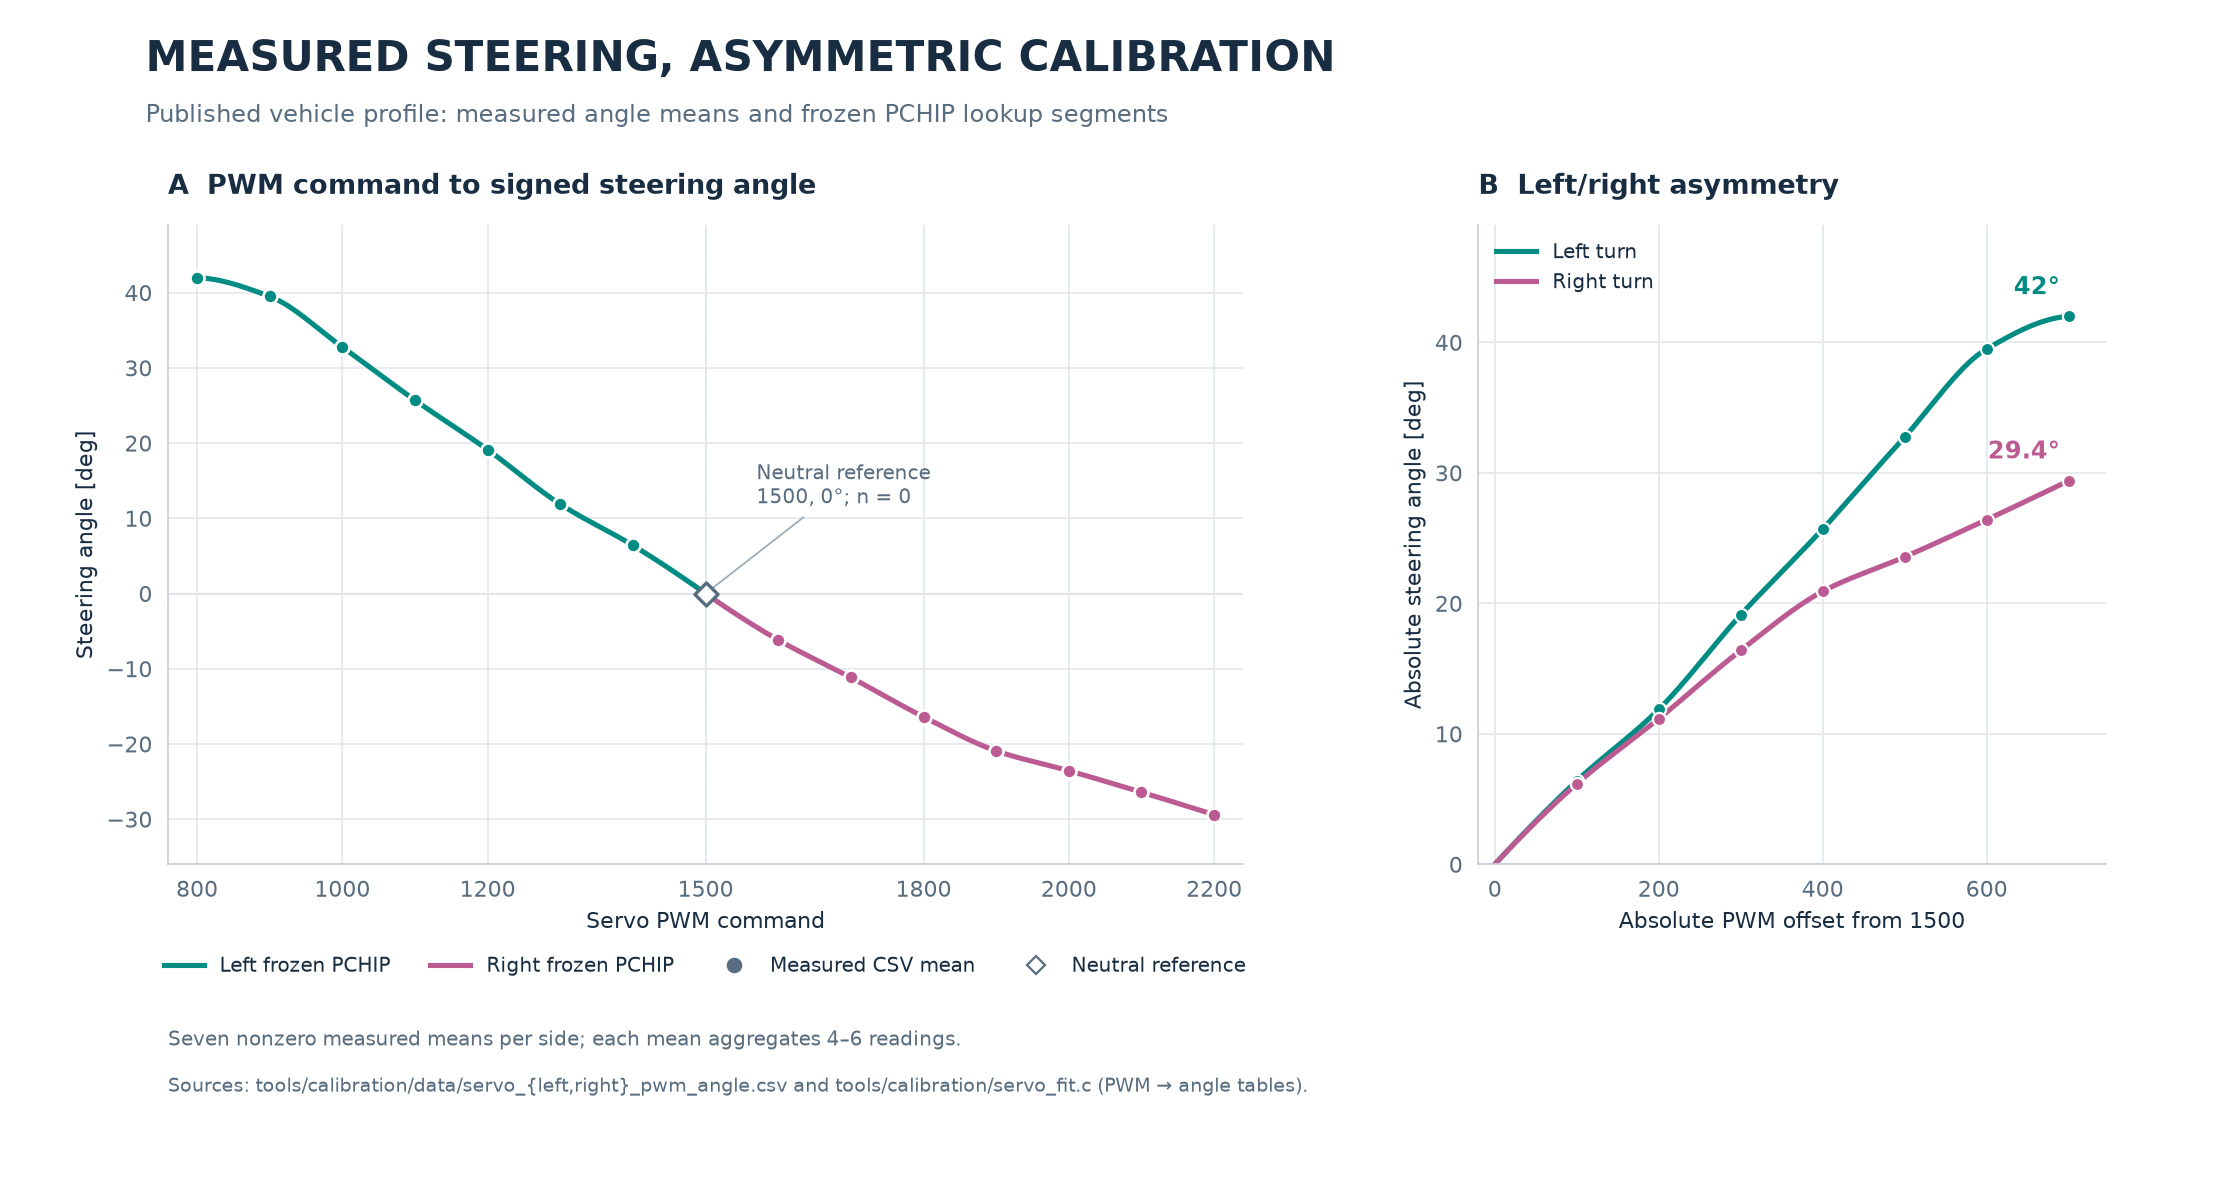 MEASURED STEERING, ASYMMETRIC CALIBRATION
Published vehicle profile: measured angle means and frozen PCHIP lookup segments
A  PWM command to signed steering angle
40
30
20
10
0
−10
−20
−30
Steering angle [deg]
Neutral reference
1500, 0°; n = 0
800 1000 1200 1500 1800 2000 2200
Servo PWM command
Left frozen PCHIP
Right frozen PCHIP
Measured CSV mean
Neutral reference
B  Left/right asymmetry
Left turn
Right turn
42°
29.4°
40
30
20
10
0
Absolute steering angle [deg]
0 200 400 600
Absolute PWM offset from 1500
Seven nonzero measured means per side; each mean aggregates 4–6 readings.
Sources: tools/calibration/data/servo_{left,right}_pwm_angle.csv and tools/calibration/servo_fit.c (PWM → angle tables).